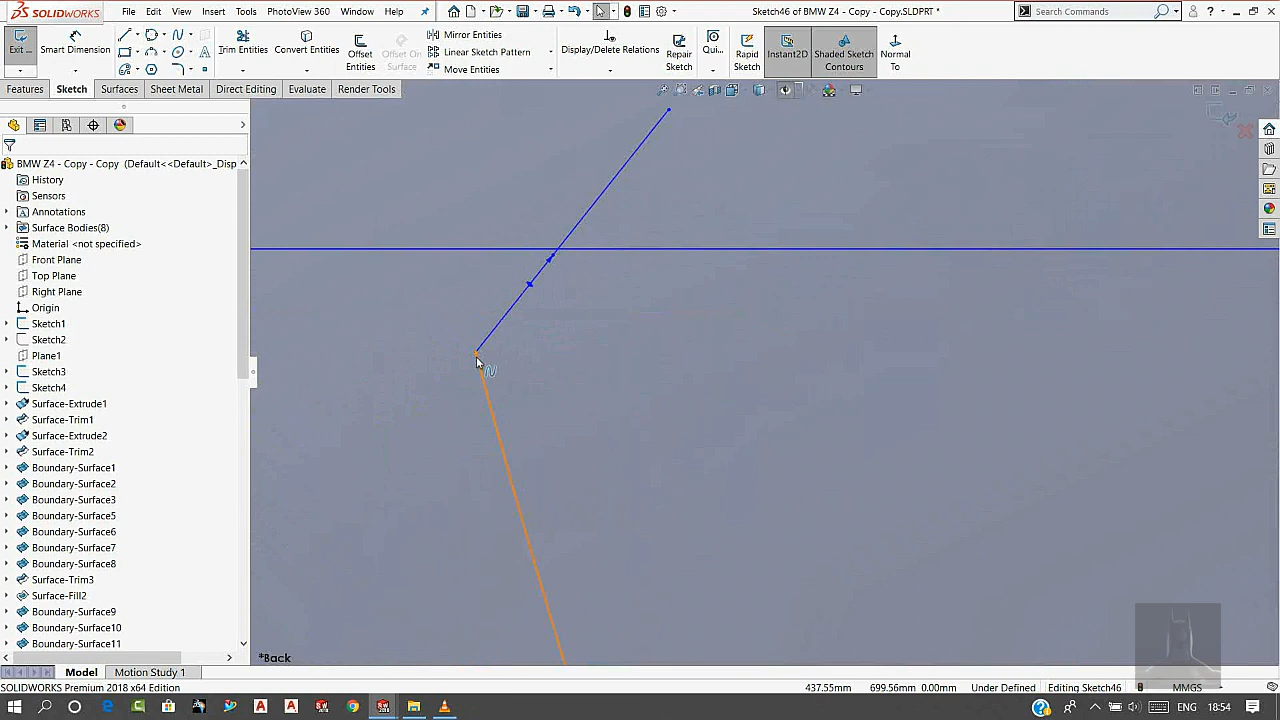 SOLIDWORKS File Edit View Insert Tools PhotoView 360 Window Help Sketch46 of BMW Z4 - Copy - Copy.SLDPRT * Search Commands
Exit... Smart Dimension Trim Entities Convert Entities Offset Entities Offset On Surface Mirror Entities Linear Sketch Pattern Move Entities Display/Delete Relations Repair Sketch Qui... Rapid Sketch Instant2D Shaded Sketch Contours Normal To
Features Sketch Surfaces Sheet Metal Direct Editing Evaluate Render Tools
BMW Z4 - Copy - Copy (Default<<Default>_Disp
History
Sensors
Annotations
Surface Bodies(8)
Material <not specified>
Front Plane
Top Plane
Right Plane
Origin
Sketch1
Sketch2
Plane1
Sketch3
Sketch4
Surface-Extrude1
Surface-Trim1
Surface-Extrude2
Surface-Trim2
Boundary-Surface1
Boundary-Surface2
Boundary-Surface3
Boundary-Surface5
Boundary-Surface6
Boundary-Surface7
Boundary-Surface8
Surface-Trim3
Surface-Fill2
Boundary-Surface9
Boundary-Surface10
Boundary-Surface11
*Back
Model Motion Study 1
SOLIDWORKS Premium 2018 x64 Edition 437.55mm 699.56mm 0.00mm Under Defined Editing Sketch46 MMGS
ENG 18:54